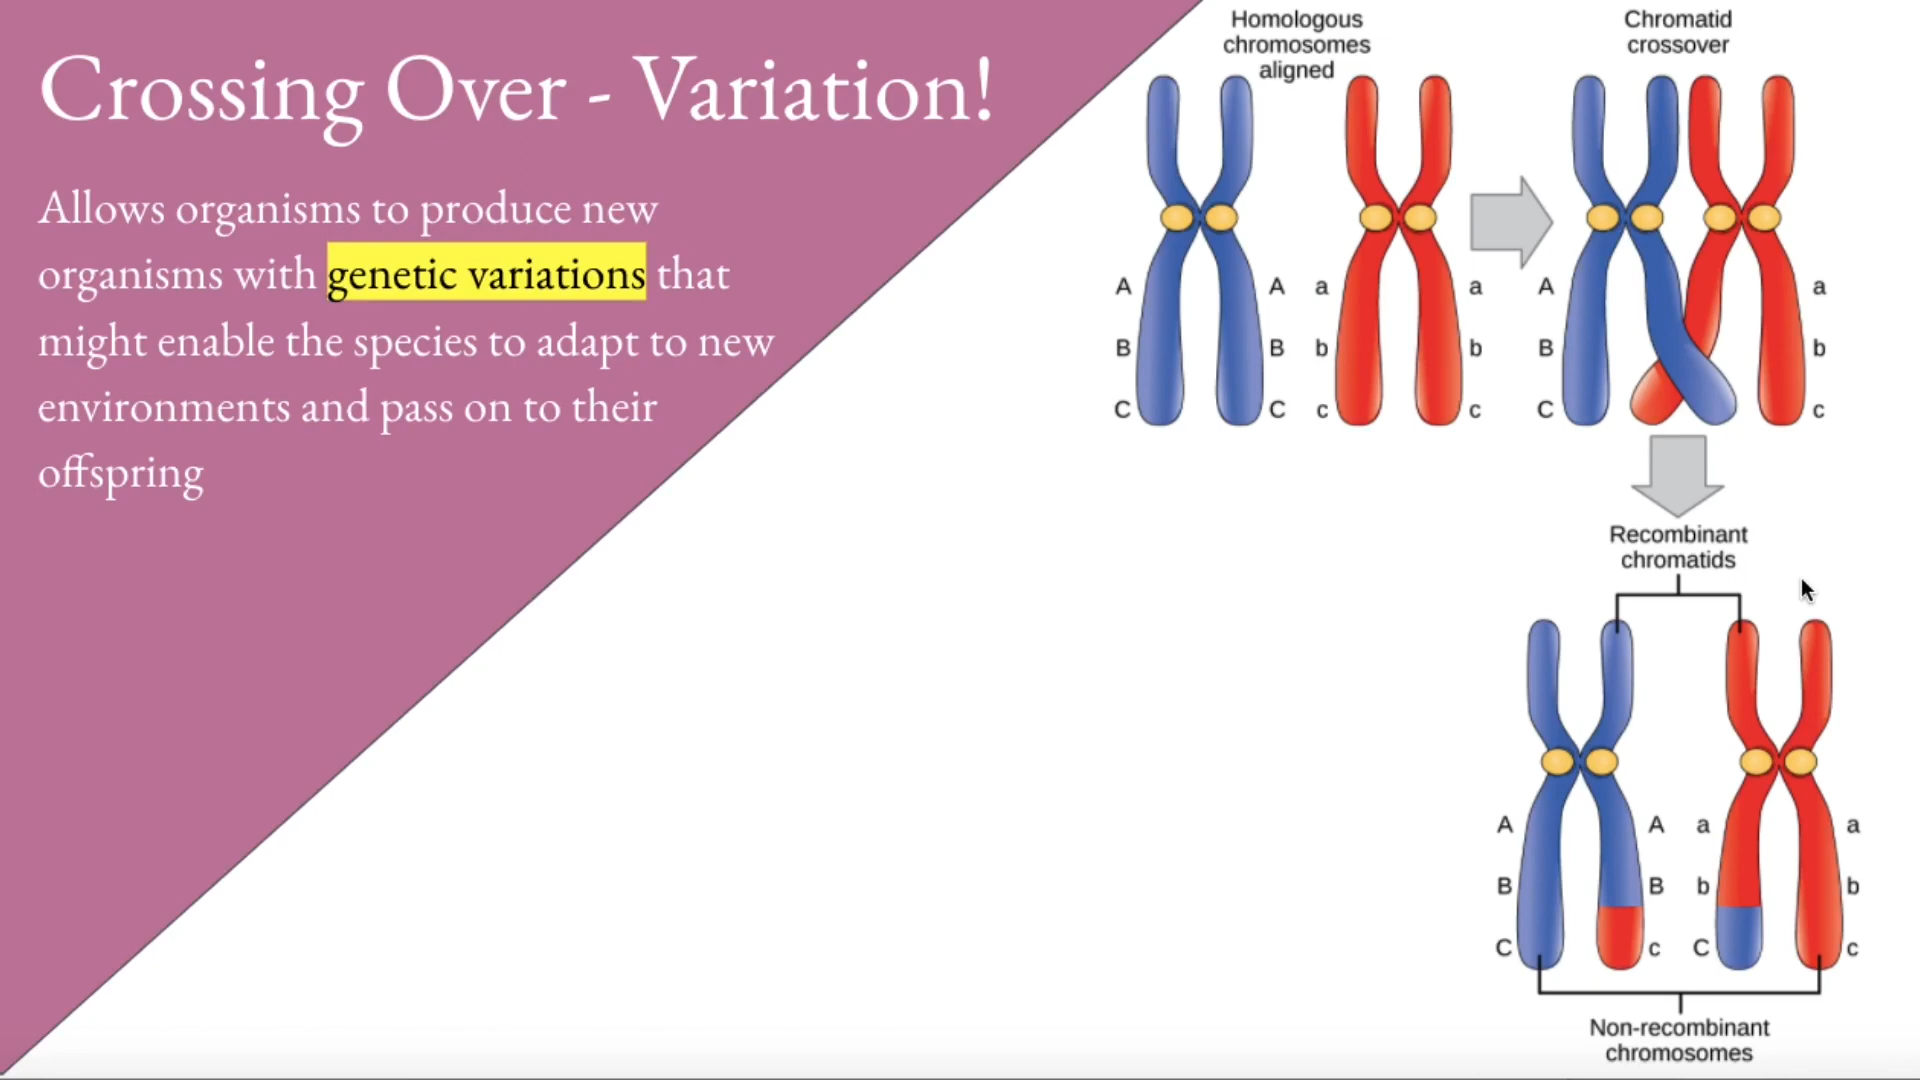 Crossing Over - Variation!
Allows organisms to produce new
organisms with genetic variations that
might enable the species to adapt to new
environments and pass on to their
offspring
Homologous
chromosomes
aligned
Chromatid
crossover
A A a a A a
B B b b B b
C C c c C c
Recombinant
chromatids
A A a a
B B b b
C c C c
Non-recombinant
chromosomes